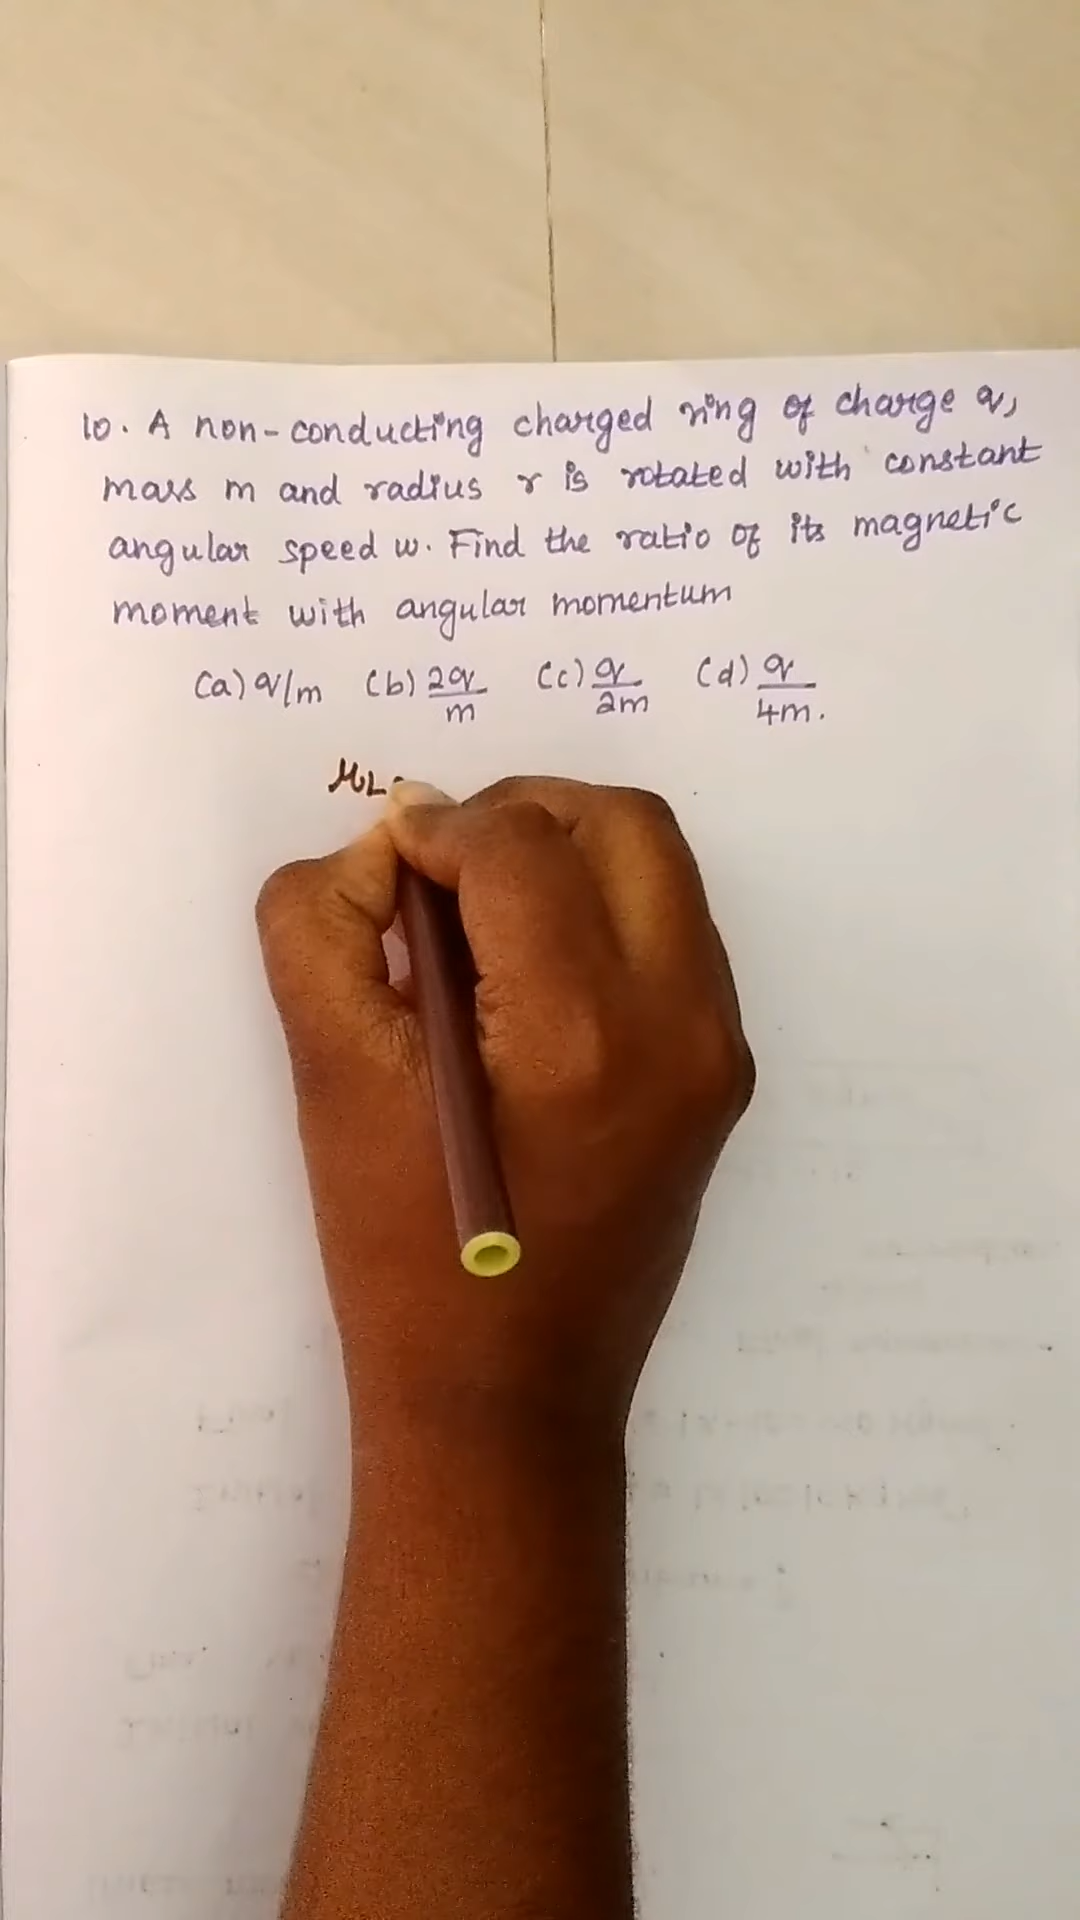 10. A non-conducting charged ring of charge q,
mass m and radius r is rotated with constant
angular speed w. Find the ratio of its magnetic
moment with angular momentum
(a) q/m (b) 2q/m (c) q/2m (d) q/4m.
μL